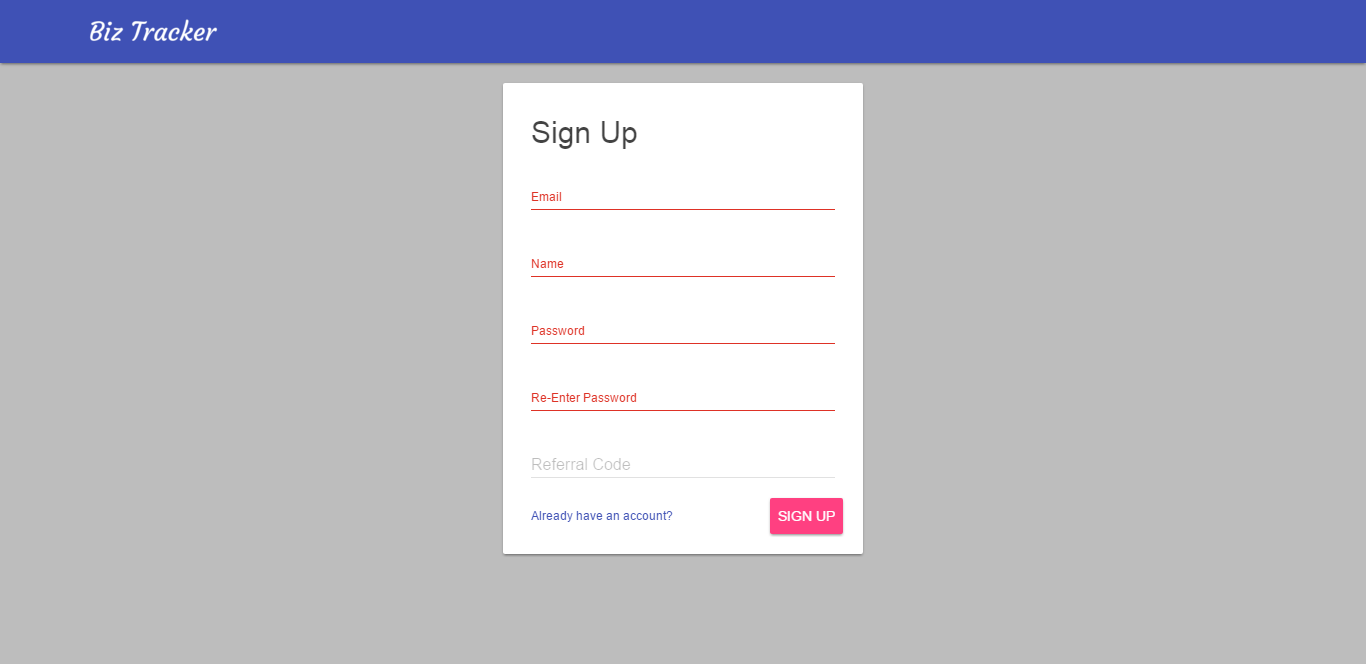 Biz Tracker
Sign Up
Email
Name
Password
Re-Enter Password
Referral Code
Already have an account?
SIGN UP